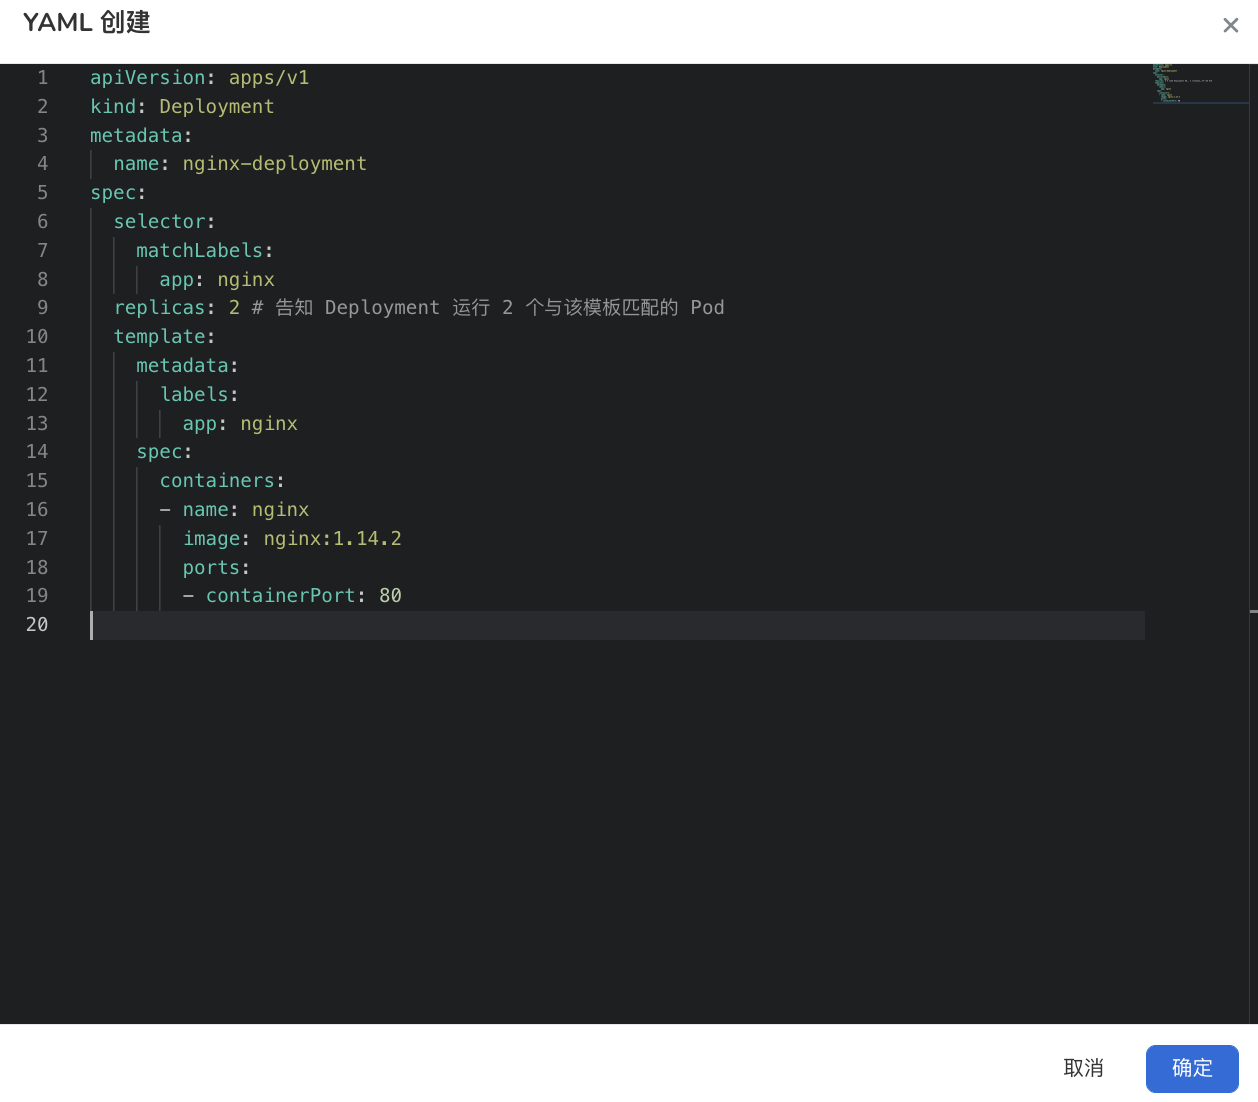 YAML 创建
1 apiVersion: apps/v1
2 kind: Deployment
3 metadata:
4   name: nginx-deployment
5 spec:
6   selector:
7     matchLabels:
8       app: nginx
9   replicas: 2 # 告知 Deployment 运行 2 个与该模板匹配的 Pod
10   template:
11     metadata:
12       labels:
13         app: nginx
14     spec:
15       containers:
16       - name: nginx
17         image: nginx:1.14.2
18         ports:
19         - containerPort: 80
20
取消 确定